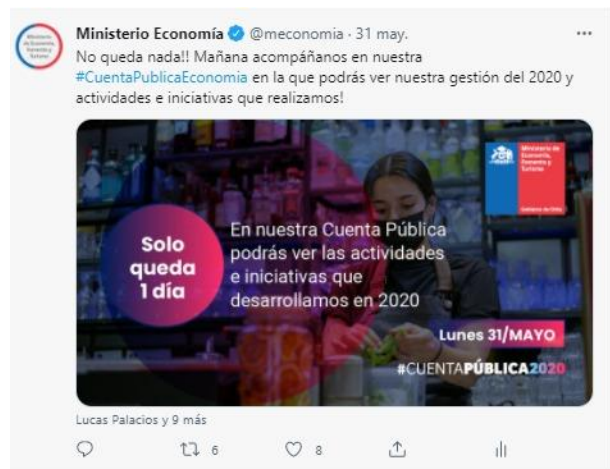 Ministerio Economía @meconomia · 31 may.
No queda nada!! Mañana acompáñanos en nuestra
#CuentaPublicaEconomia en la que podrás ver nuestra gestión del 2020 y
actividades e iniciativas que realizamos!
Ministerio de
Economía,
Fomento y
Turismo
Gobierno de Chile
Solo
queda
1 día
En nuestra Cuenta Pública
podrás ver las actividades
e iniciativas que
desarrollamos en 2020
Lunes 31/MAYO
#CUENTAPÚBLICA2020
Lucas Palacios y 9 más
6
8